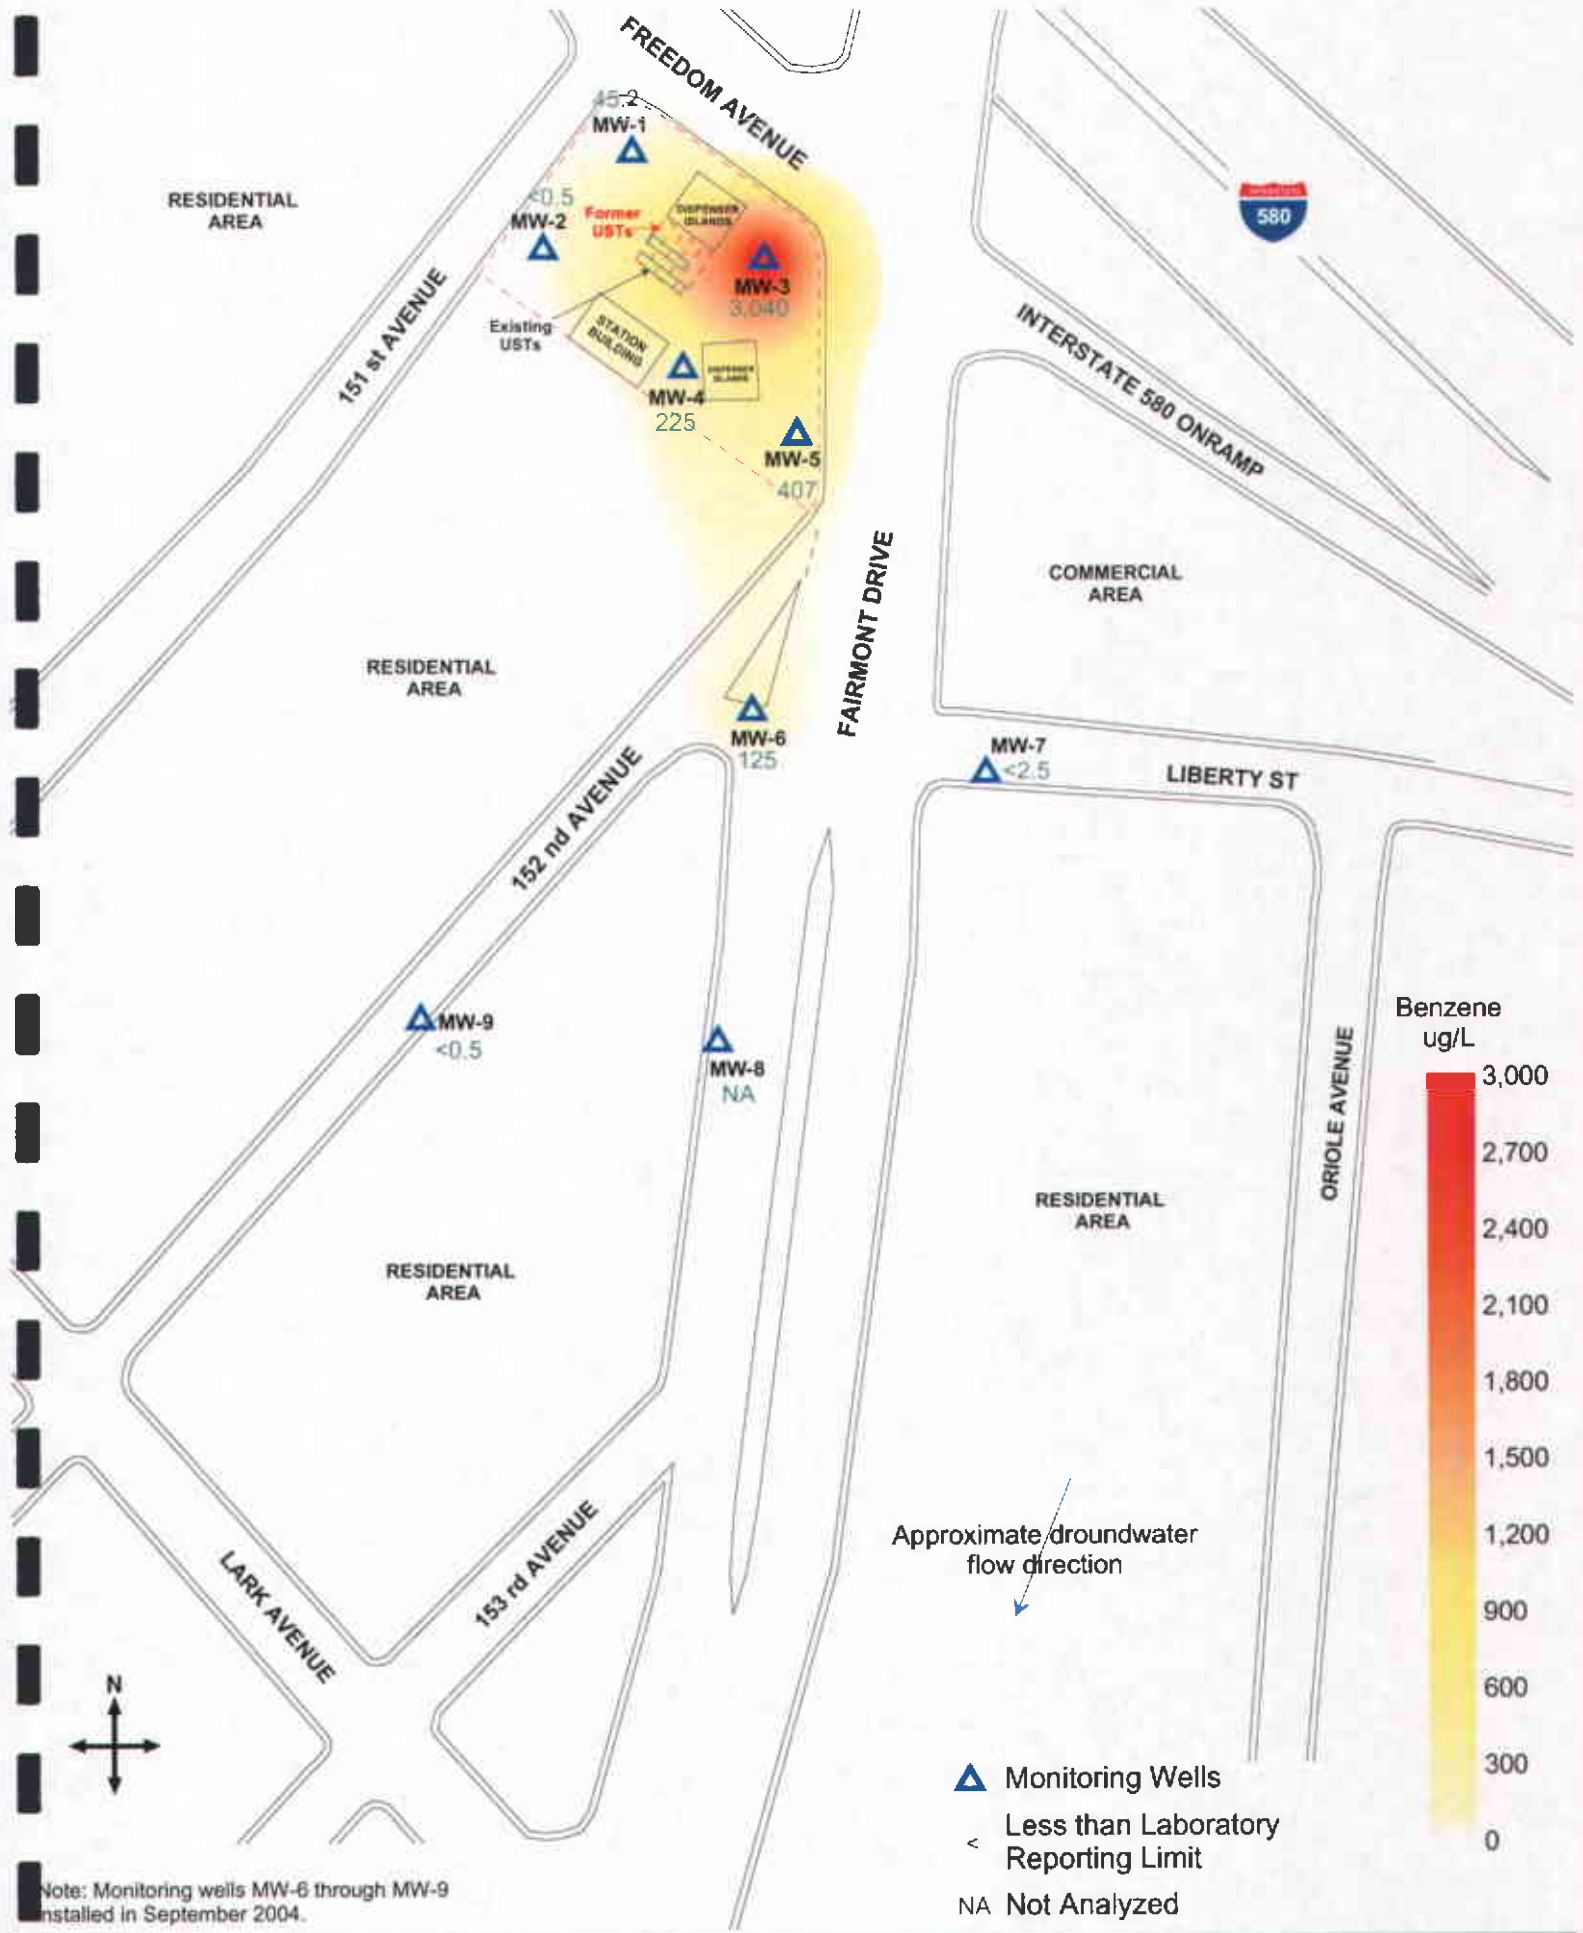 FREEDOM AVENUE
45.2
MW-1
RESIDENTIAL
AREA
<0.5
MW-2
Former
USTs
DISPENSER
ISLANDS
INTERSTATE
580
MW-3
3,040
151 st AVENUE
Existing
USTs
STATION
BUILDING
DISPENSER
ISLANDS
MW-4
225
MW-5
407
INTERSTATE 580 ONRAMP
COMMERCIAL
AREA
FAIRMONT DRIVE
RESIDENTIAL
AREA
MW-6
125
MW-7
<2.5
LIBERTY ST
152 nd AVENUE
MW-9
<0.5
MW-8
NA
Benzene
ug/L
3,000
2,700
2,400
2,100
1,800
1,500
1,200
900
600
300
0
ORIOLE AVENUE
RESIDENTIAL
AREA
RESIDENTIAL
AREA
Approximate droundwater
flow direction
LARK AVENUE
153 rd AVENUE
N
Monitoring Wells
< Less than Laboratory
Reporting Limit
NA Not Analyzed
Note: Monitoring wells MW-6 through MW-9
installed in September 2004.